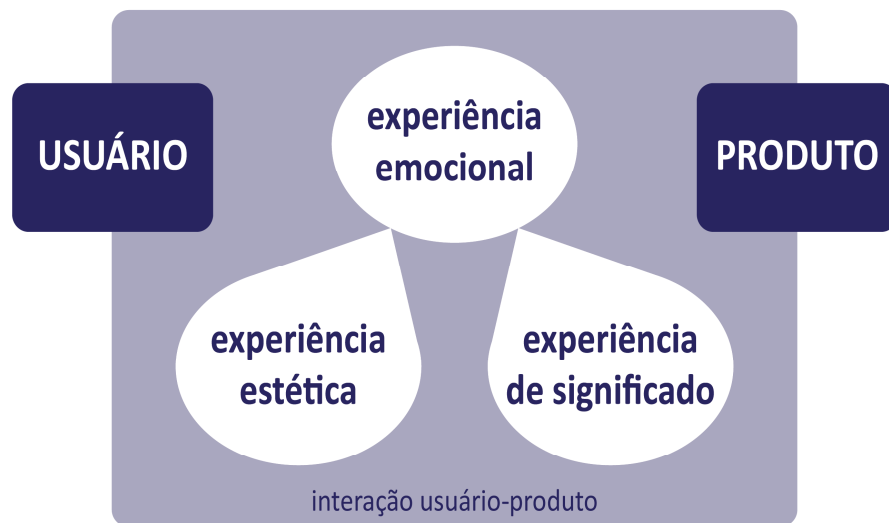 experiência
emocional
USUÁRIO
PRODUTO
experiência
estética
experiência
de significado
interação usuário-produto